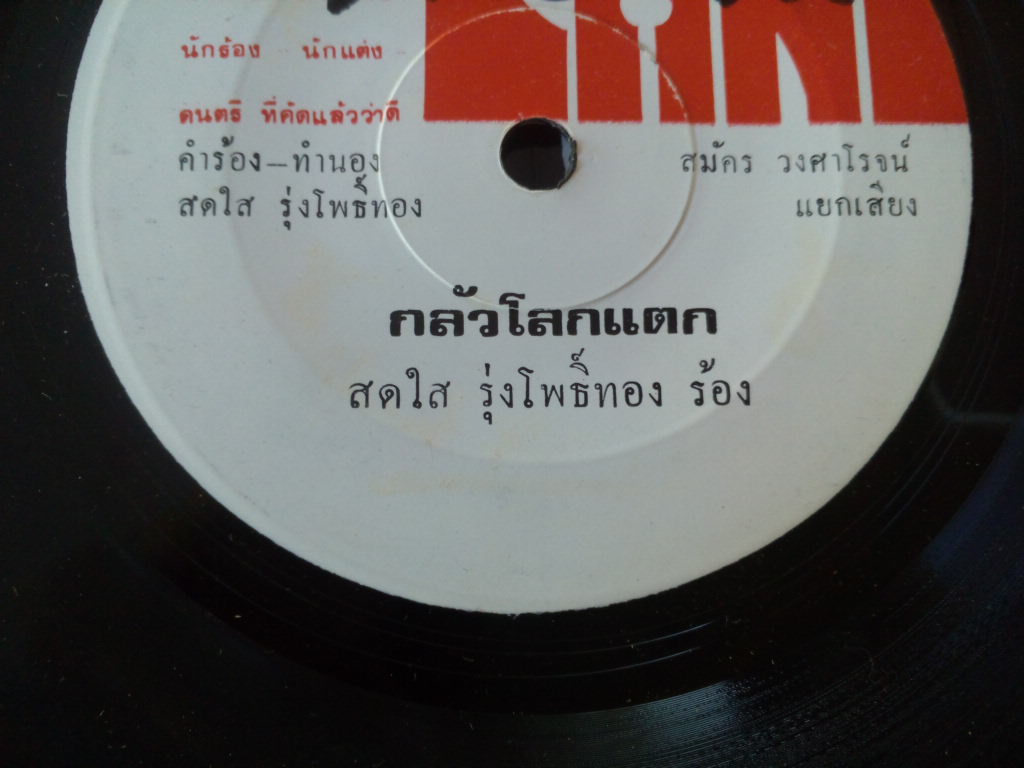 นักร้อง นักแต่ง
ดนตรี ที่คัดแล้วว่าดี
คำร้อง–ทำนอง
สดใส รุ่งโพธิ์ทอง
สมัคร วงศาโรจน์
แยกเสียง
กลัวโลกแตก
สดใส รุ่งโพธิ์ทอง ร้อง